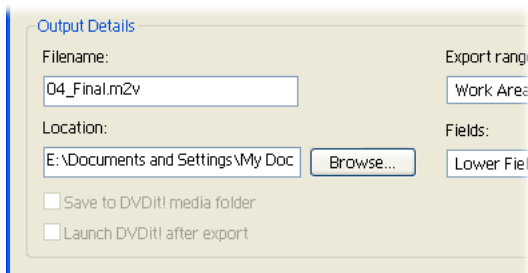 Output Details
Filename:
Export rang
04_Final.m2v
Work Area
Location:
Fields:
E:\Documents and Settings\My Doc
Browse...
Lower Fiel
Save to DVDit! media folder
Launch DVDit! after export